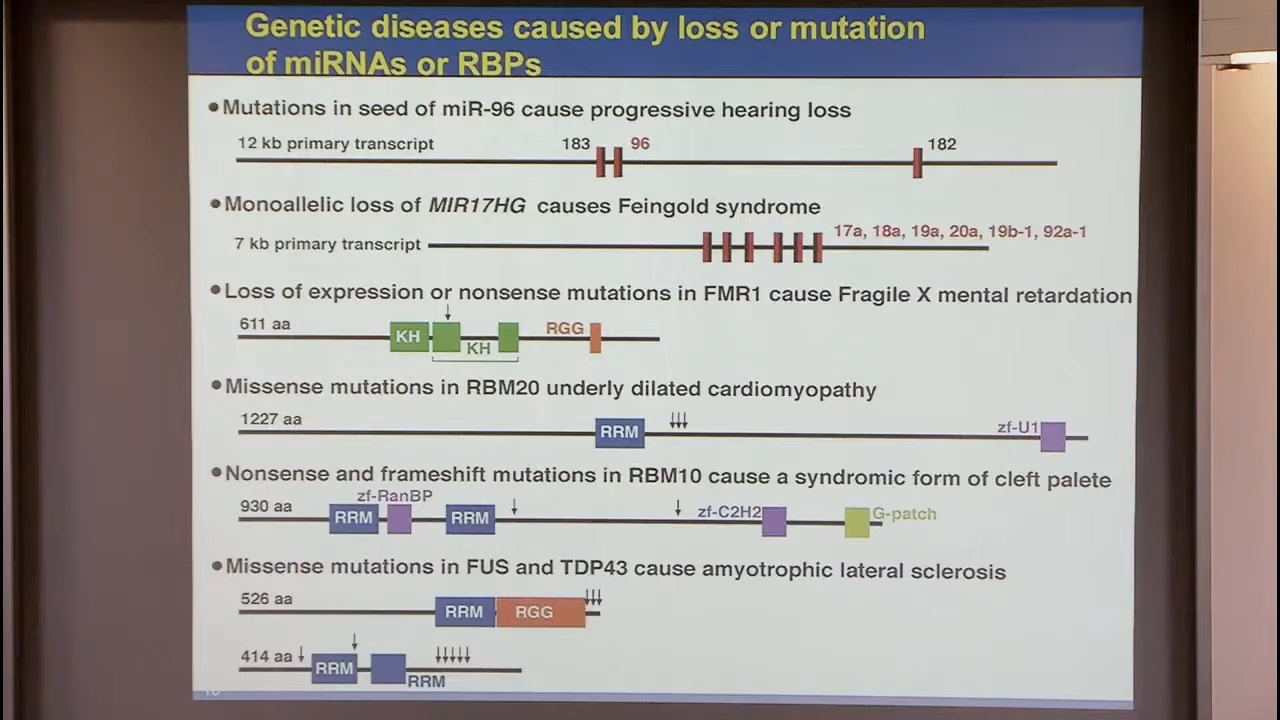 Genetic diseases caused by loss or mutation
of miRNAs or RBPs
•Mutations in seed of miR-96 cause progressive hearing loss
12 kb primary transcript 183 96 182
•Monoallelic loss of MIR17HG causes Feingold syndrome
7 kb primary transcript 17a, 18a, 19a, 20a, 19b-1, 92a-1
•Loss of expression or nonsense mutations in FMR1 cause Fragile X mental retardation
611 aa KH KH RGG
•Missense mutations in RBM20 underly dilated cardiomyopathy
1227 aa RRM zf-U1
•Nonsense and frameshift mutations in RBM10 cause a syndromic form of cleft palete
zf-RanBP
930 aa RRM RRM zf-C2H2 G-patch
•Missense mutations in FUS and TDP43 cause amyotrophic lateral sclerosis
526 aa RRM RGG
414 aa RRM RRM